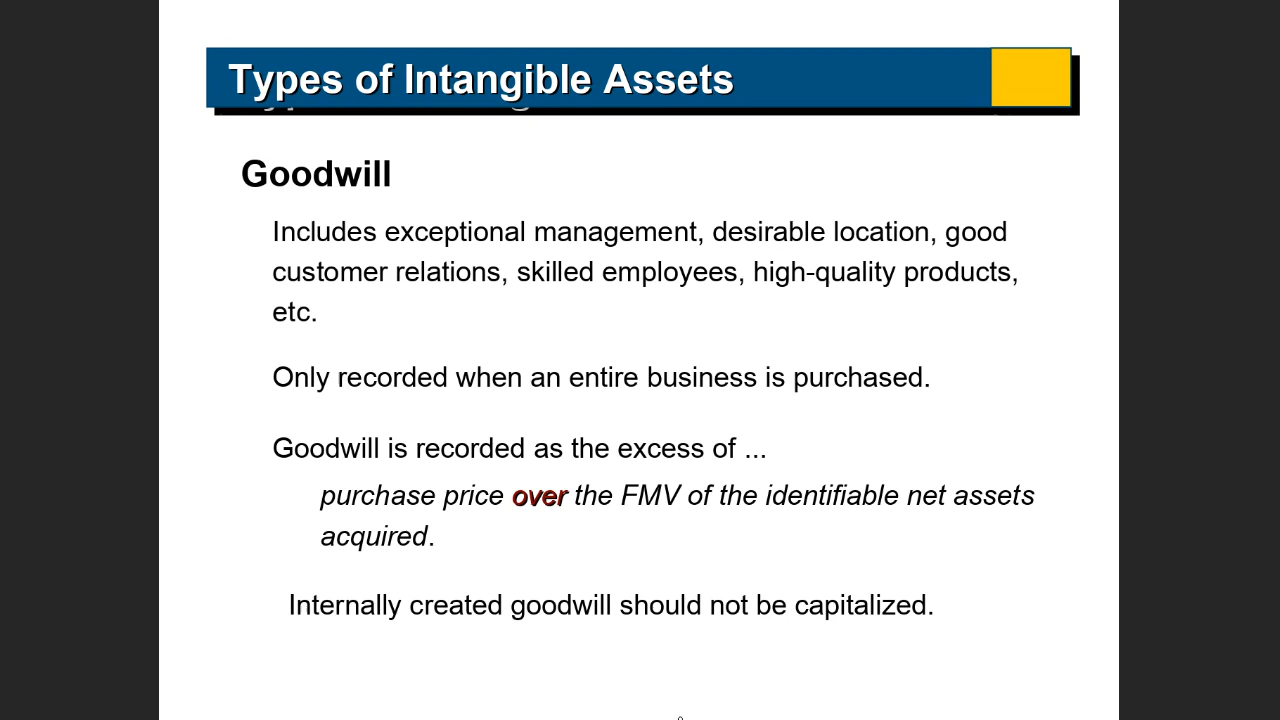 Types of Intangible Assets
Goodwill
Includes exceptional management, desirable location, good
customer relations, skilled employees, high-quality products,
etc.
Only recorded when an entire business is purchased.
Goodwill is recorded as the excess of ...
purchase price over the FMV of the identifiable net assets
acquired.
Internally created goodwill should not be capitalized.